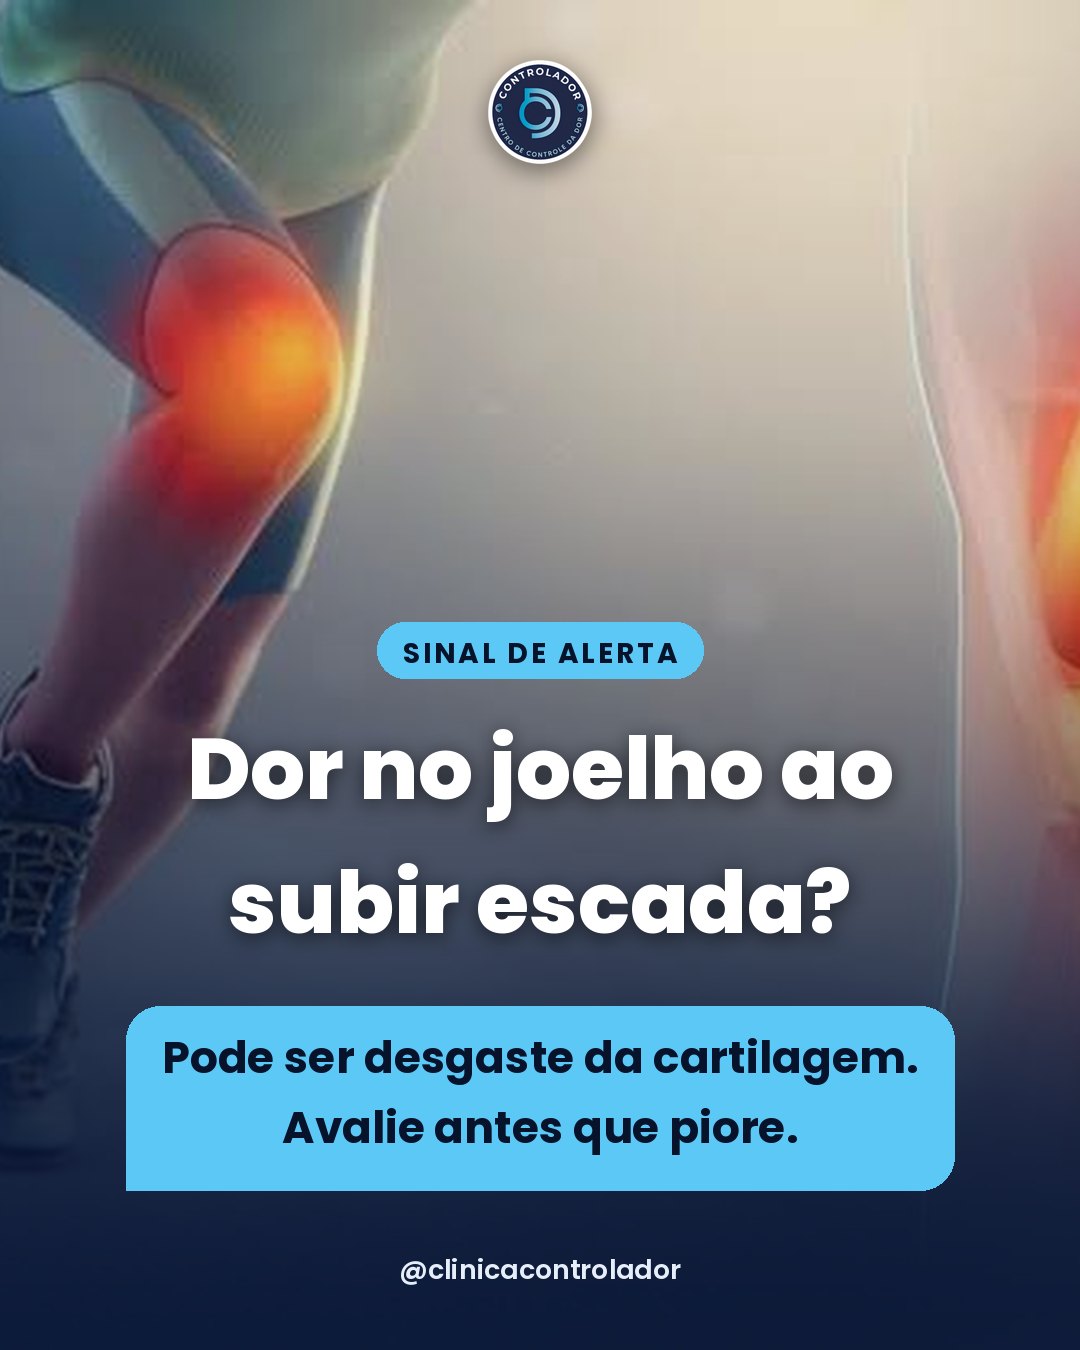 CONTROLADOR
CENTRO DE CONTROLE DA DOR
SINAL DE ALERTA
Dor no joelho ao
subir escada?
Pode ser desgaste da cartilagem.
Avalie antes que piore.
@clinicacontrolador